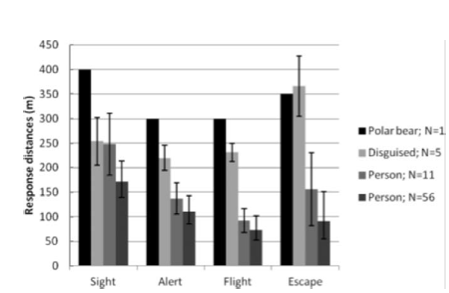 450
400
350
300
250
200
150
100
50
0
Response distances (m)
Sight Alert Flight Escape
Polar bear; N=1
Disguised; N=5
Person; N=11
Person; N=56